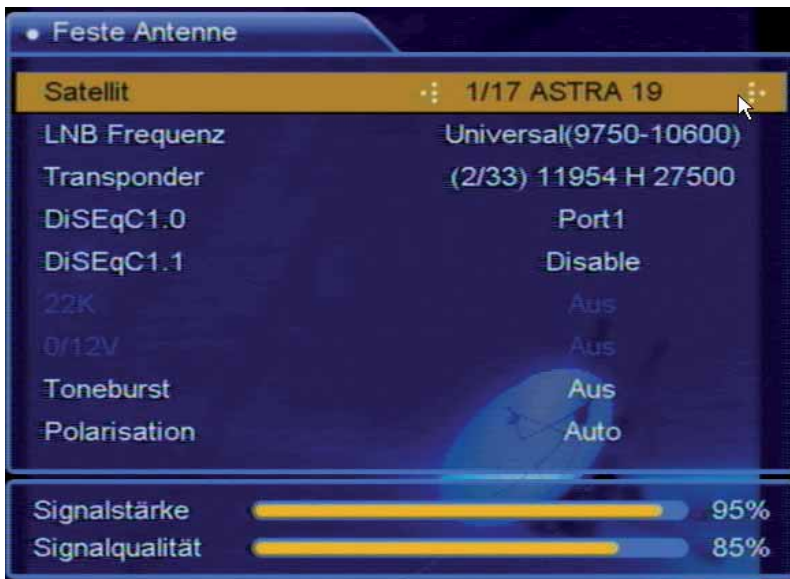 Feste Antenne
Satellit 1/17 ASTRA 19
LNB Frequenz Universal(9750-10600)
Transponder (2/33) 11954 H 27500
DiSEqC1.0 Port1
DiSEqC1.1 Disable
22K Aus
0/12V Aus
Toneburst Aus
Polarisation Auto
Signalstärke 95%
Signalqualität 85%